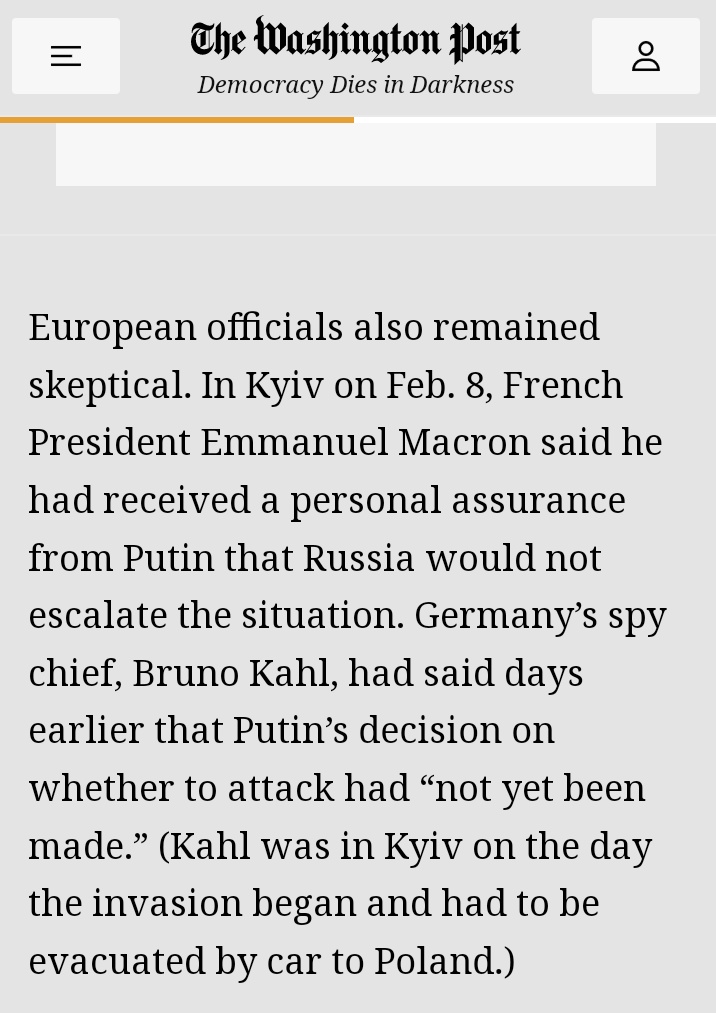 The Washington Post
Democracy Dies in Darkness
European officials also remained
skeptical. In Kyiv on Feb. 8, French
President Emmanuel Macron said he
had received a personal assurance
from Putin that Russia would not
escalate the situation. Germany’s spy
chief, Bruno Kahl, had said days
earlier that Putin’s decision on
whether to attack had “not yet been
made.” (Kahl was in Kyiv on the day
the invasion began and had to be
evacuated by car to Poland.)